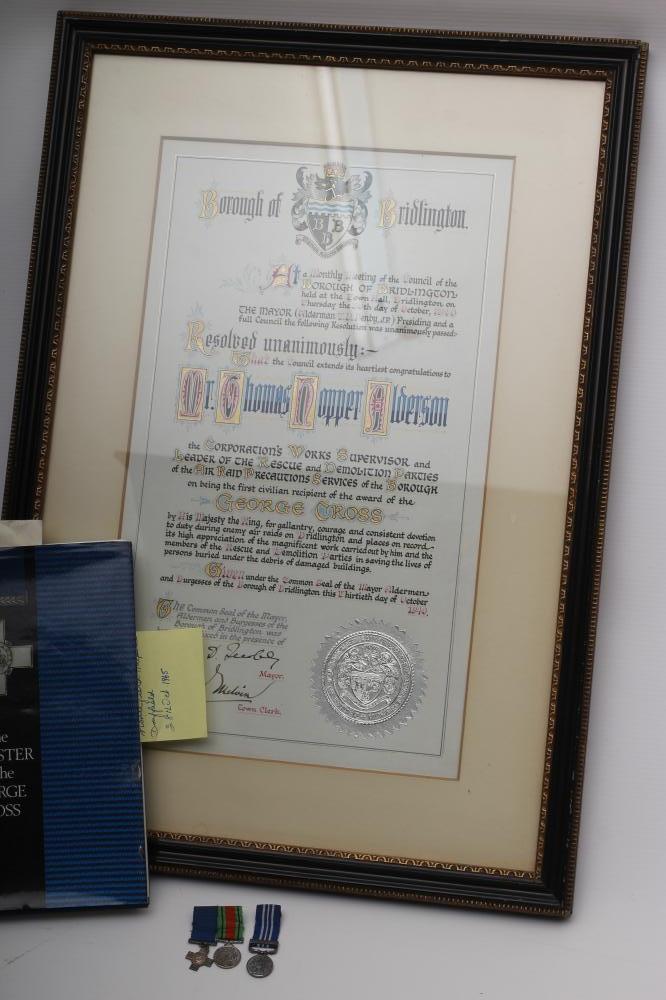 Borough of Bridlington.
B B
B
At a Monthly Meeting of the Council of the
BOROUGH OF BRIDLINGTON
held at the Town Hall, Bridlington on
Thursday the day of October, 1940
THE MAYOR (Alderman J.P.) Presiding and a
full Council the following Resolution was unanimously passed:
Resolved unanimously:-
That the Council extends its heartiest congratulations to
Mr. Thomas Hopper Alderson
the CORPORATION'S WORKS SUPERVISOR and
LEADER OF THE RESCUE and DEMOLITION PARTIES
of the AIR RAID PRECAUTIONS SERVICES of the BOROUGH
on being the first civilian recipient of the award of the
GEORGE CROSS
by His Majesty the King, for gallantry, courage and consistent devotion
to duty during enemy air raids on Bridlington and places on record
its high appreciation of the magnificent work carried out by him and the
members of the Rescue and Demolition Parties in saving the lives of
persons buried under the debris of damaged buildings.
Given under the Common Seal of the Mayor Aldermen
and Burgesses of the Borough of Bridlington this Thirtieth day of October
1940.
THE Common Seal of the Mayor,
Aldermen and Burgesses of the
Borough of Bridlington was
in the presence of
Mayor.
Melvin
Town Clerk.
Driffield
28 Oct 1965